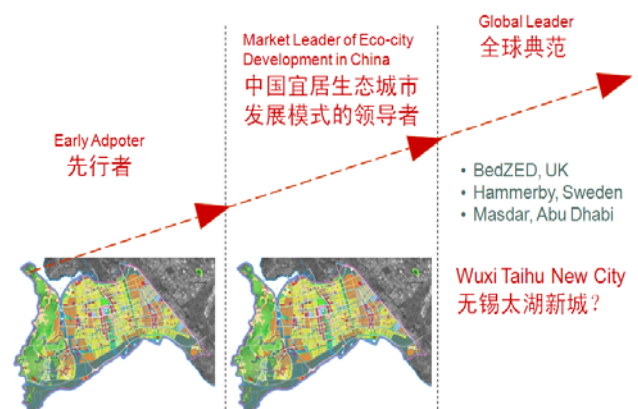 Early Adpoter
先行者
Market Leader of Eco-city
Development in China
中国宜居生态城市
发展模式的领导者
Global Leader
全球典范
• BedZED, UK
• Hammerby, Sweden
• Masdar, Abu Dhabi
Wuxi Taihu New City
无锡太湖新城？